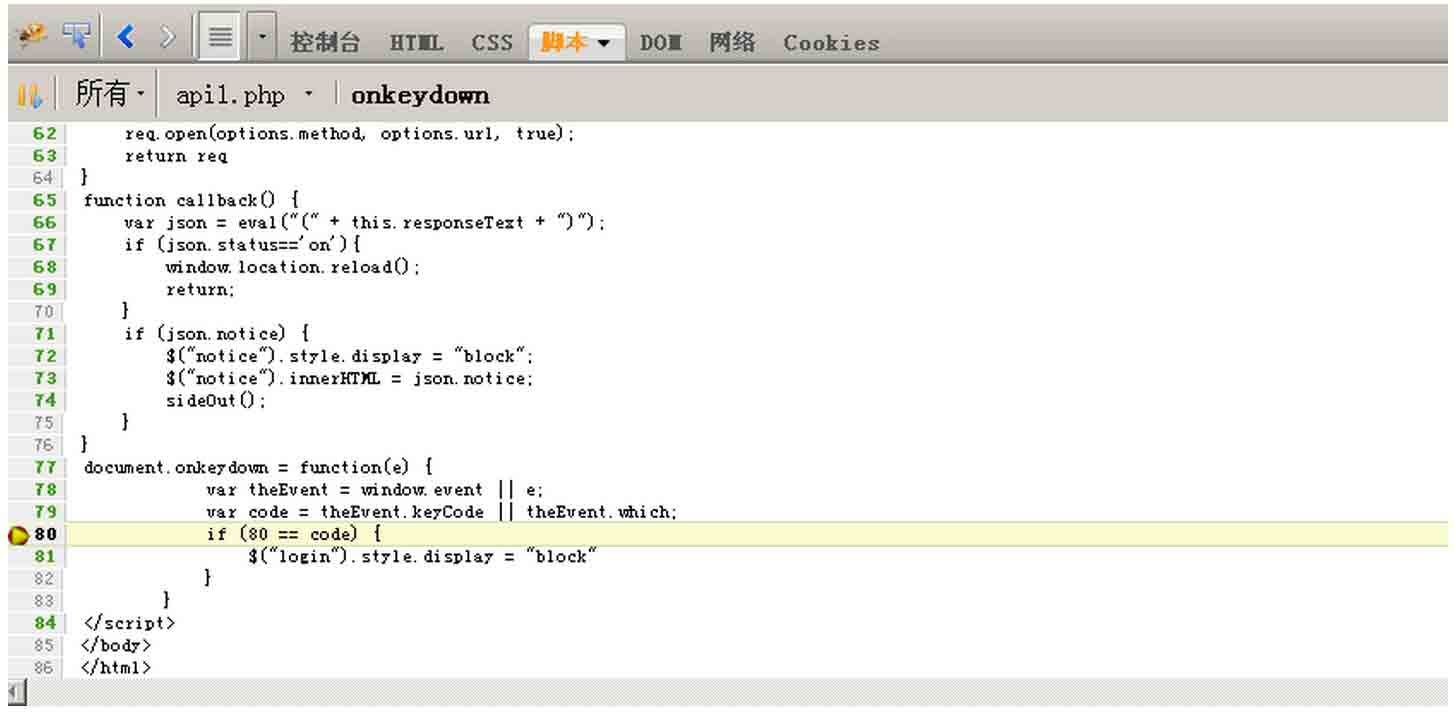 控制台 HTML CSS 脚本 DOM 网络 Cookies
所有 api1.php onkeydown
62 req.open(options.method, options.url, true);
63 return req
64 }
65 function callback() {
66 var json = eval("(" + this.responseText + ")");
67 if (json.status=='on'){
68 window.location.reload();
69 return;
70 }
71 if (json.notice) {
72 $("notice").style.display = "block";
73 $("notice").innerHTML = json.notice;
74 sideOut();
75 }
76 }
77 document.onkeydown = function(e) {
78 var theEvent = window.event || e;
79 var code = theEvent.keyCode || theEvent.which;
80 if (80 == code) {
81 $("login").style.display = "block"
82 }
83 }
84 </script>
85 </body>
86 </html>